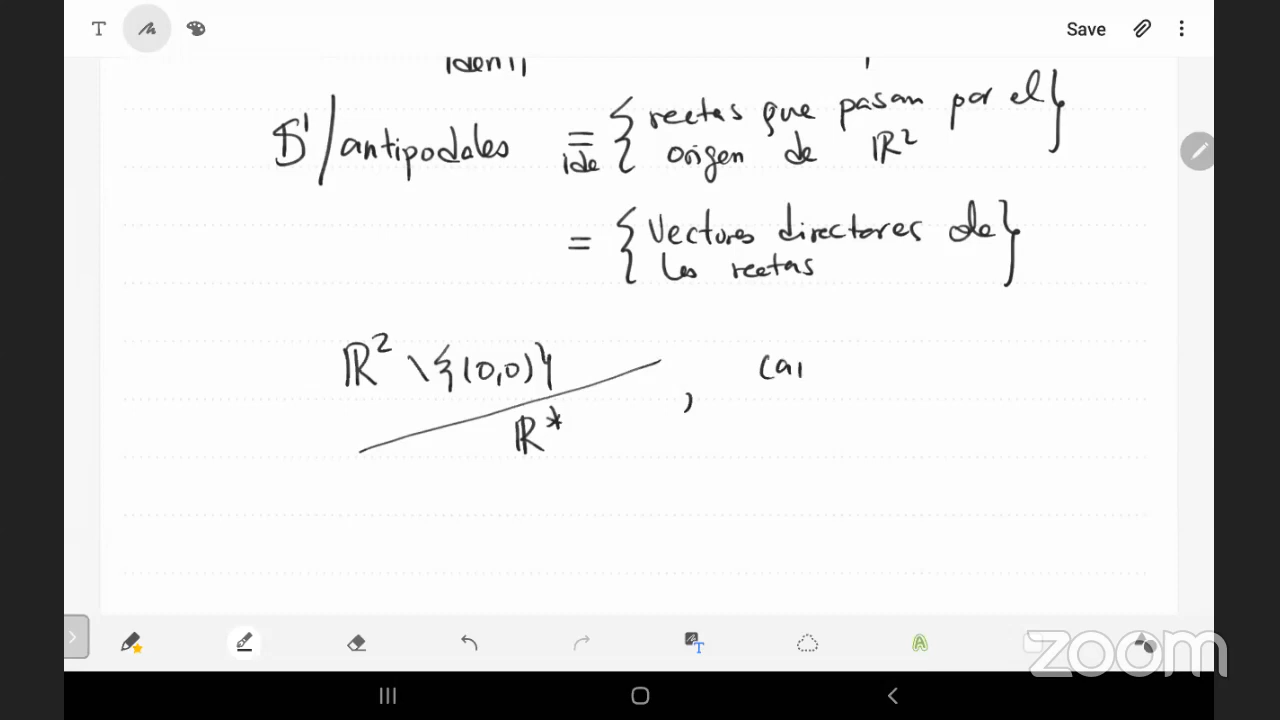 T
Save
S¹/antipodales = ide { rectas que pasan por el
origen de ℝ² }
= { Vectores directores de
las rectas }
ℝ² \ {(0,0)} / ℝ* ,
zoom